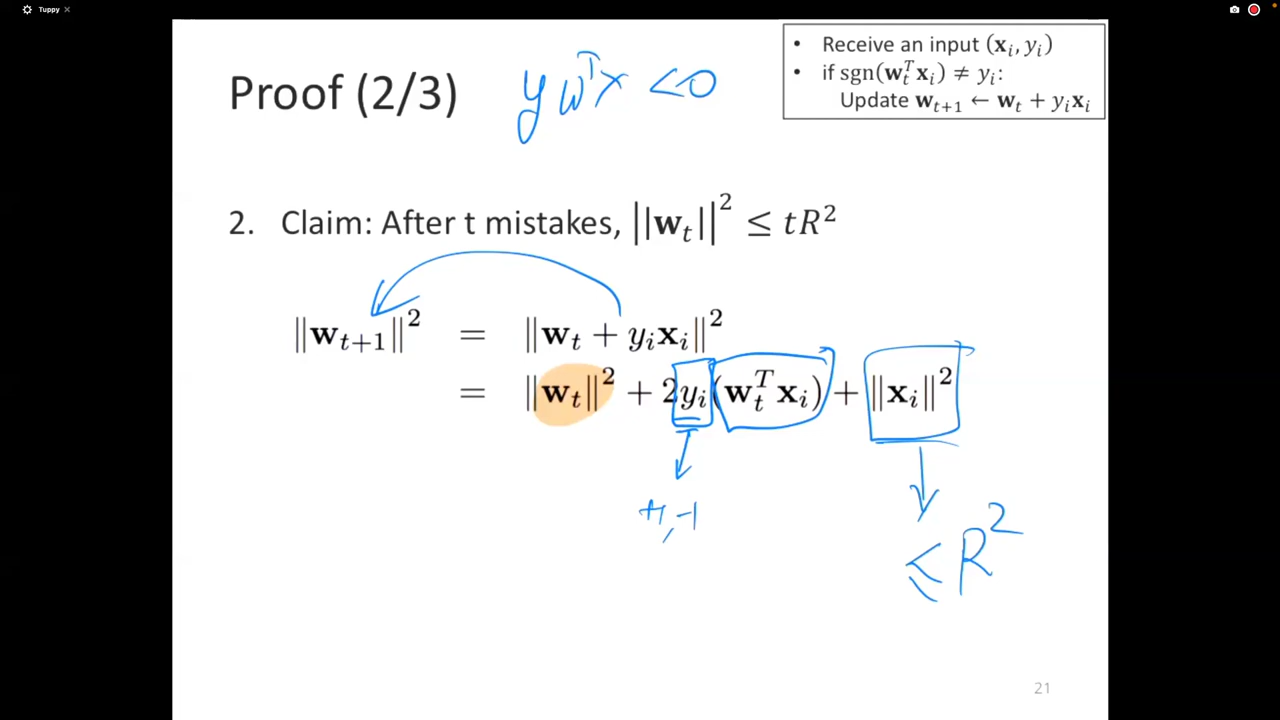 Tuppy ×
• Receive an input (𝐱ᵢ, yᵢ)
• if sgn(𝐰ₜᵀ𝐱ᵢ) ≠ yᵢ:
Update 𝐰ₜ₊₁ ← 𝐰ₜ + yᵢ𝐱ᵢ
Proof (2/3) y wᵀx <0
2. Claim: After t mistakes, ||𝐰ₜ||² ≤ tR²
‖𝐰ₜ₊₁‖² = ‖𝐰ₜ + yᵢ𝐱ᵢ‖²
= ‖𝐰ₜ‖² + 2yᵢ(𝐰ₜᵀ𝐱ᵢ) + ‖𝐱ᵢ‖²
+1, -1
≤ R²
21